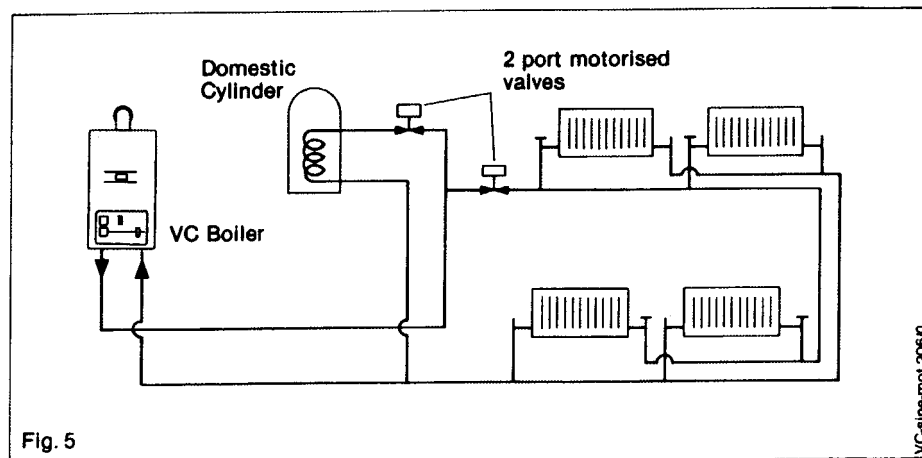 Domestic
Cylinder
2 port motorised
valves
VC Boiler
Fig. 5